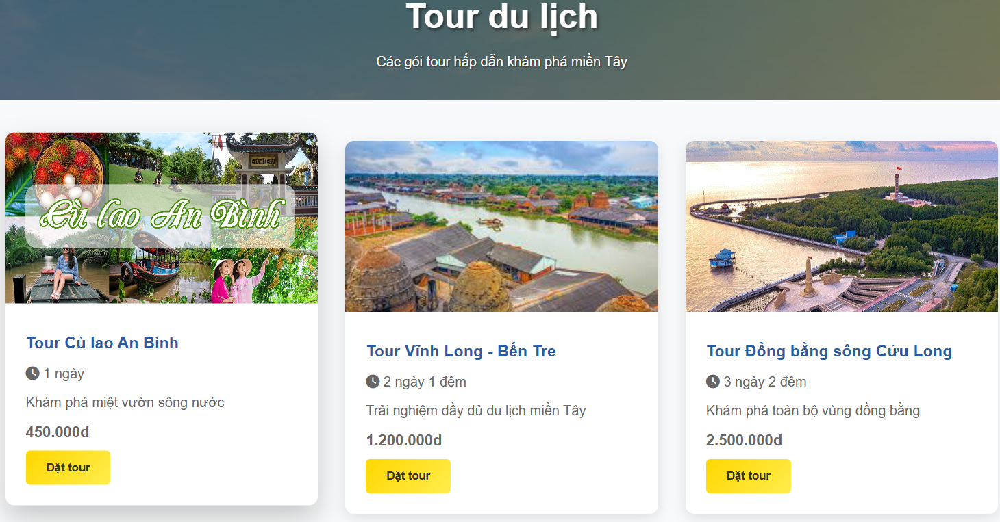 Tour du lịch
Các gói tour hấp dẫn khám phá miền Tây
Cù lao An Bình
Tour Cù lao An Bình
1 ngày
Khám phá miệt vườn sông nước
450.000đ
Đặt tour
Tour Vĩnh Long - Bến Tre
2 ngày 1 đêm
Trải nghiệm đầy đủ du lịch miền Tây
1.200.000đ
Đặt tour
Tour Đồng bằng sông Cửu Long
3 ngày 2 đêm
Khám phá toàn bộ vùng đồng bằng
2.500.000đ
Đặt tour